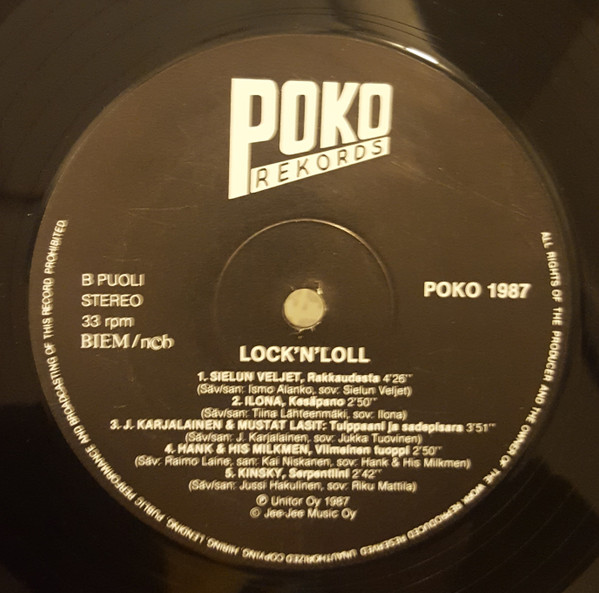 POKO
REKORDS
B PUOLI
STEREO
33 rpm
BIEM/ncb
POKO 1987
LOCK'N'LOLL
1. SIELUN VELJET, Rakkaudesta 4'26"
(Säv/san: Ismo Alanko, sov: Sielun Veljet)
2. ILONA, Kesäpano 2'50"
(Säv/san: Tiina Lähteenmäki, sov: Ilona)
3. J. KARJALAINEN & MUSTAT LASIT: Tulppaani ja sadepisara 3'51"
(Säv/san: J. Karjalainen, sov: Jukka Tuovinen)
4. HANK & HIS MILKMEN, Viimeinen tuoppi 2'50"
(Säv: Raimo Laine, san: Kai Niskanen, sov: Hank & His Milkmen)
5. KINSKY, Serpentiini 2'42"
(Säv/san: Jussi Hakulinen, sov: Riku Mattila)
℗ Unitor Oy 1987
© Jee-Jee Music Oy
ALL RIGHTS OF THE PRODUCER AND THE OWNER OF THE WORK REPRODUCED RESERVED. UNAUTHORIZED COPYING, HIRING, LENDING, PUBLIC PERFORMANCE AND BROADCASTING OF THIS RECORD PROHIBITED.